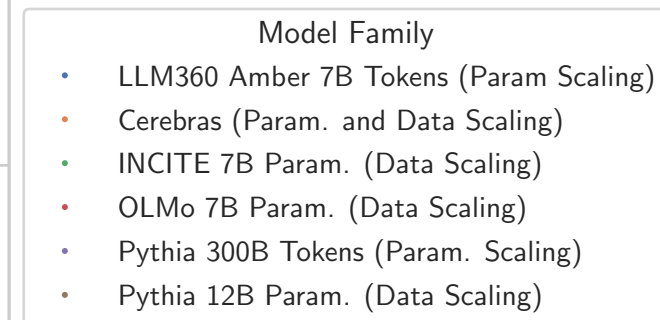 Model Family
LLM360 Amber 7B Tokens (Param Scaling)
Cerebras (Param. and Data Scaling)
INCITE 7B Param. (Data Scaling)
OLMo 7B Param. (Data Scaling)
Pythia 300B Tokens (Param. Scaling)
Pythia 12B Param. (Data Scaling)